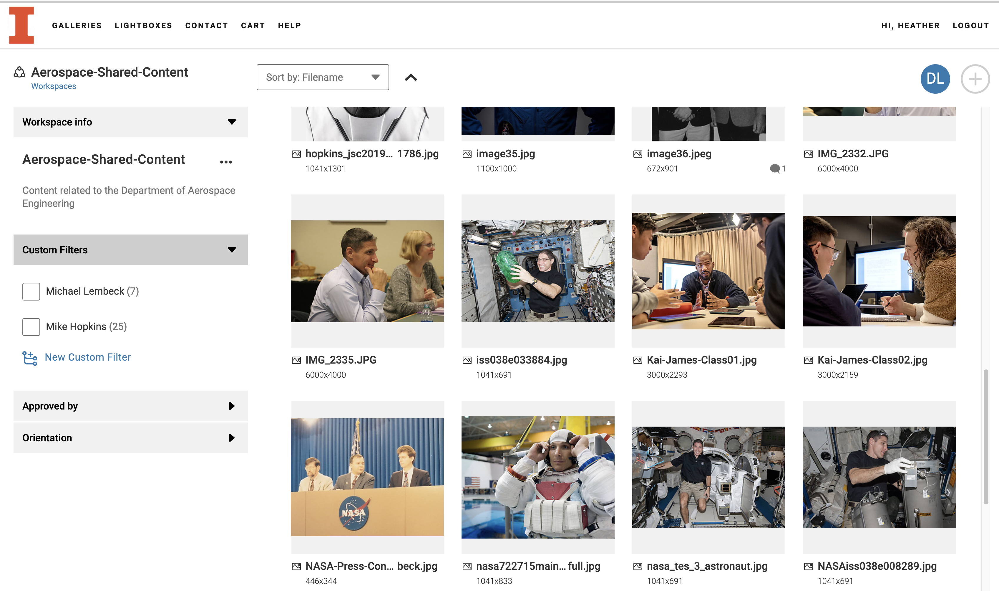 GALLERIES LIGHTBOXES CONTACT CART HELP HI, HEATHER LOGOUT
Aerospace-Shared-Content
Workspaces
Sort by: Filename
DL
Workspace info
Aerospace-Shared-Content
Content related to the Department of Aerospace
Engineering
Custom Filters
Michael Lembeck (7)
Mike Hopkins (25)
New Custom Filter
Approved by
Orientation
hopkins_jsc2019... 1786.jpg
1041x1301
image35.jpg
1100x1000
image36.jpeg
672x901
1
IMG_2332.JPG
6000x4000
IMG_2335.JPG
6000x4000
iss038e033884.jpg
1041x691
Kai-James-Class01.jpg
3000x2293
Kai-James-Class02.jpg
3000x2159
NASA
NASA-Press-Con... beck.jpg
446x344
nasa722715main... full.jpg
1041x833
nasa_tes_3_astronaut.jpg
1041x691
NASAiss038e008289.jpg
1041x691